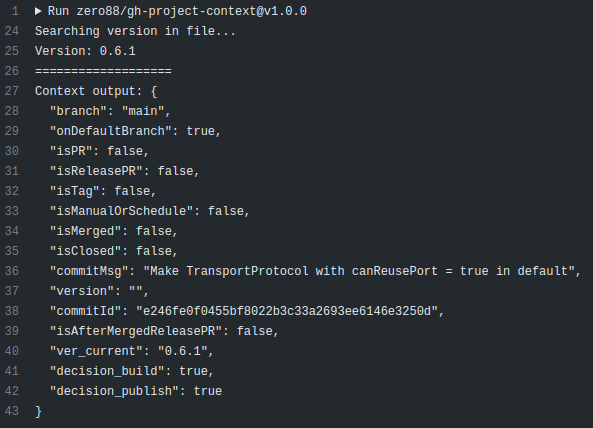 1 ▶ Run zero88/gh-project-context@v1.0.0
24 Searching version in file...
25 Version: 0.6.1
26 ===================
27 Context output: {
28   "branch": "main",
29   "onDefaultBranch": true,
30   "isPR": false,
31   "isReleasePR": false,
32   "isTag": false,
33   "isManualOrSchedule": false,
34   "isMerged": false,
35   "isClosed": false,
36   "commitMsg": "Make TransportProtocol with canReusePort = true in default",
37   "version": "",
38   "commitId": "e246fe0f0455bf8022b3c33a2693ee6146e3250d",
39   "isAfterMergedReleasePR": false,
40   "ver_current": "0.6.1",
41   "decision_build": true,
42   "decision_publish": true
43 }